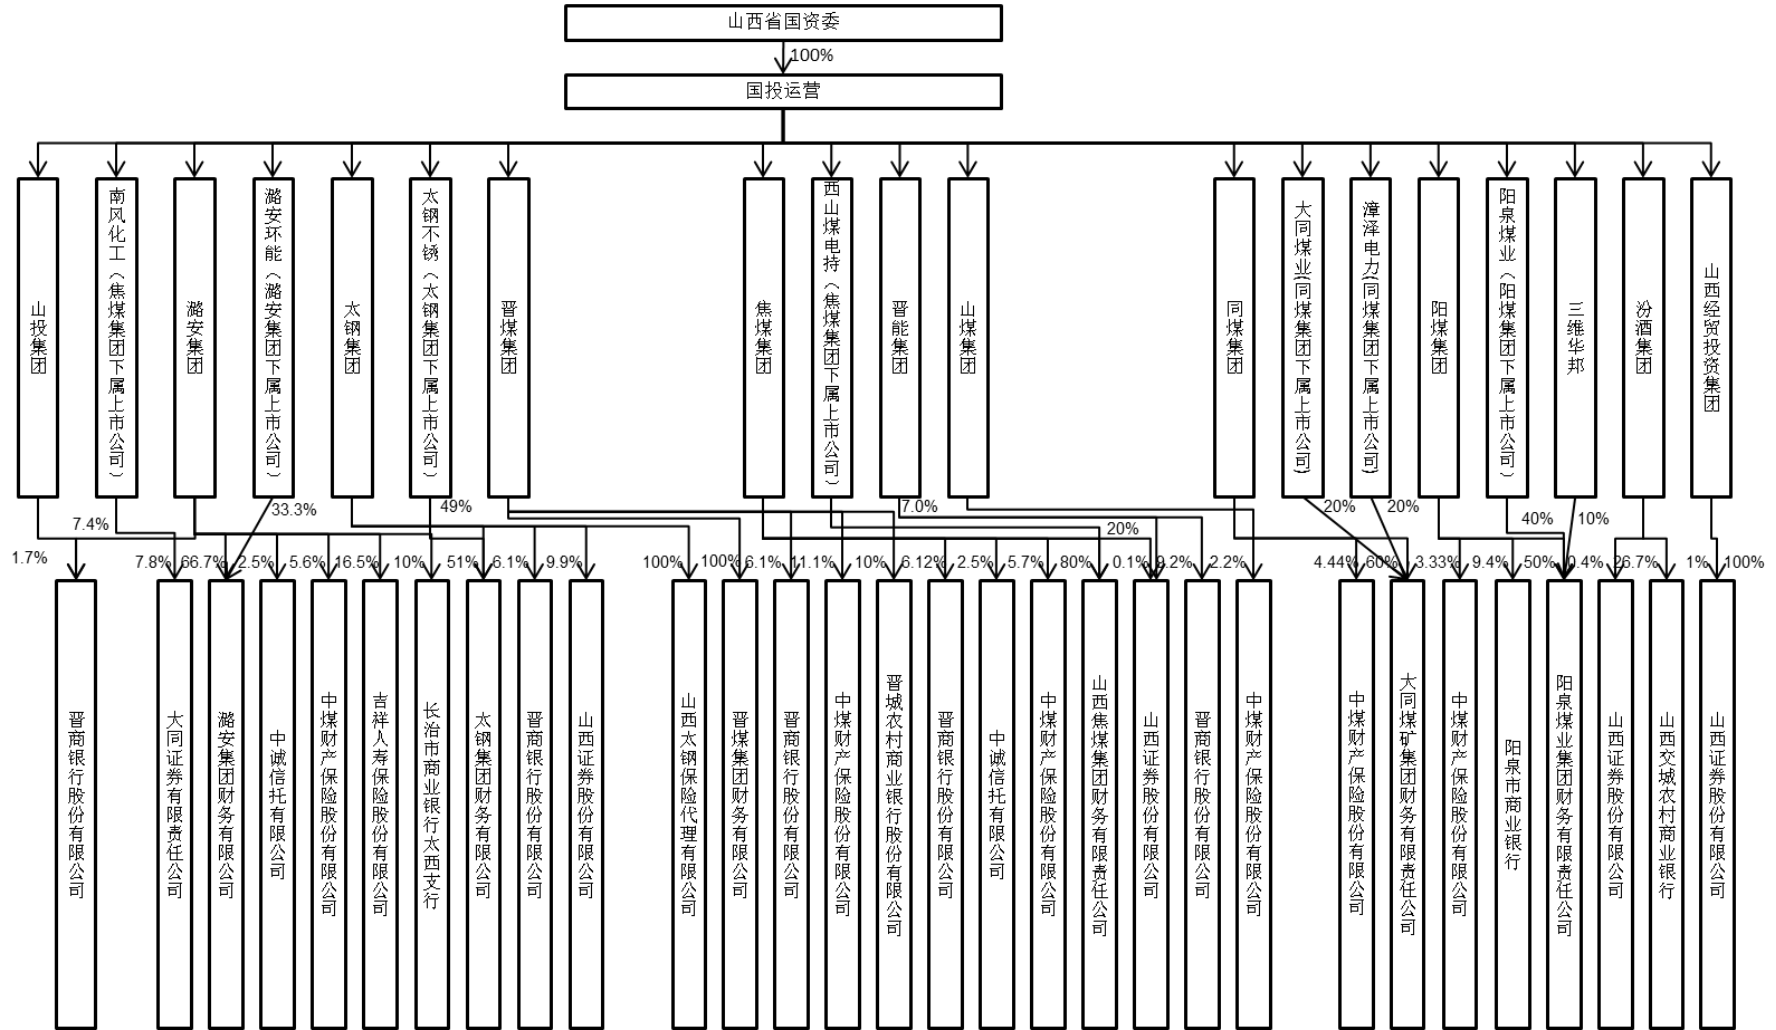 山西省国资委
100%
国投运营
山投集团
南风化工（焦煤集团下属上市公司）
潞安集团
潞安环能（潞安集团下属上市公司）
太钢集团
太钢不锈（太钢集团下属上市公司）
晋煤集团
焦煤集团
西山煤电持（焦煤集团下属上市公司）
晋能集团
山煤集团
同煤集团
大同煤业(同煤集团下属上市公司)
漳泽电力(同煤集团下属上市公司)
阳煤集团
阳泉煤业（阳煤集团下属上市公司）
三维华邦
汾酒集团
山西经贸投资集团
7.4%
33.3%
49%
7.0%
20%
20%
20%
40%
10%
1.7%
7.8%
66.7%
2.5%
5.6%
16.5%
10%
51%
6.1%
9.9%
100%
100%
6.1%
11.1%
10%
6.12%
2.5%
5.7%
80%
0.1%
8.2%
2.2%
4.44%
60%
3.33%
9.4%
50%
0.4%
26.7%
1%
100%
晋商银行股份有限公司
大同证券有限责任公司
潞安集团财务有限公司
中诚信托有限公司
中煤财产保险股份有限公司
吉祥人寿保险股份有限公司
长治市商业银行太西支行
太钢集团财务有限公司
晋商银行股份有限公司
山西证券股份有限公司
山西太钢保险代理有限公司
晋煤集团财务有限公司
晋商银行股份有限公司
中煤财产保险股份有限公司
晋城农村商业银行股份有限公司
晋商银行股份有限公司
中诚信托有限公司
中煤财产保险股份有限公司
山西焦煤集团财务有限责任公司
山西证券股份有限公司
晋商银行股份有限公司
中煤财产保险股份有限公司
中煤财产保险股份有限公司
大同煤矿集团财务有限责任公司
中煤财产保险股份有限公司
阳泉市商业银行
阳泉煤业集团财务有限责任公司
山西证券股份有限公司
山西交城农村商业银行
山西证券股份有限公司